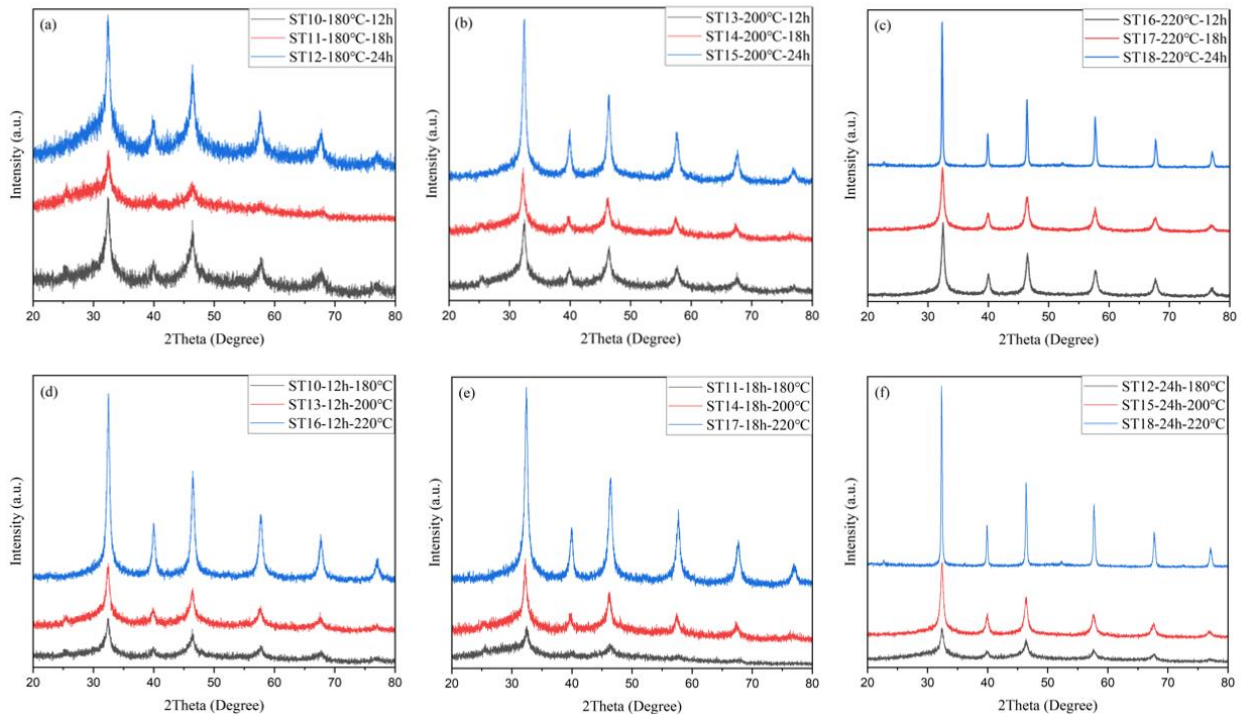 (a)
ST10-180℃-12h
ST11-180℃-18h
ST12-180℃-24h
Intensity (a.u.)
20 30 40 50 60 70 80
2Theta (Degree)
(b)
ST13-200℃-12h
ST14-200℃-18h
ST15-200℃-24h
Intensity (a.u.)
20 30 40 50 60 70 80
2Theta (Degree)
(c)
ST16-220℃-12h
ST17-220℃-18h
ST18-220℃-24h
Intensity (a.u.)
20 30 40 50 60 70 80
2Theta (Degree)
(d)
ST10-12h-180℃
ST13-12h-200℃
ST16-12h-220℃
Intensity (a.u.)
20 30 40 50 60 70 80
2Theta (Degree)
(e)
ST11-18h-180℃
ST14-18h-200℃
ST17-18h-220℃
Intensity (a.u.)
20 30 40 50 60 70 80
2Theta (Degree)
(f)
ST12-24h-180℃
ST15-24h-200℃
ST18-24h-220℃
Intensity (a.u.)
20 30 40 50 60 70 80
2Theta (Degree)